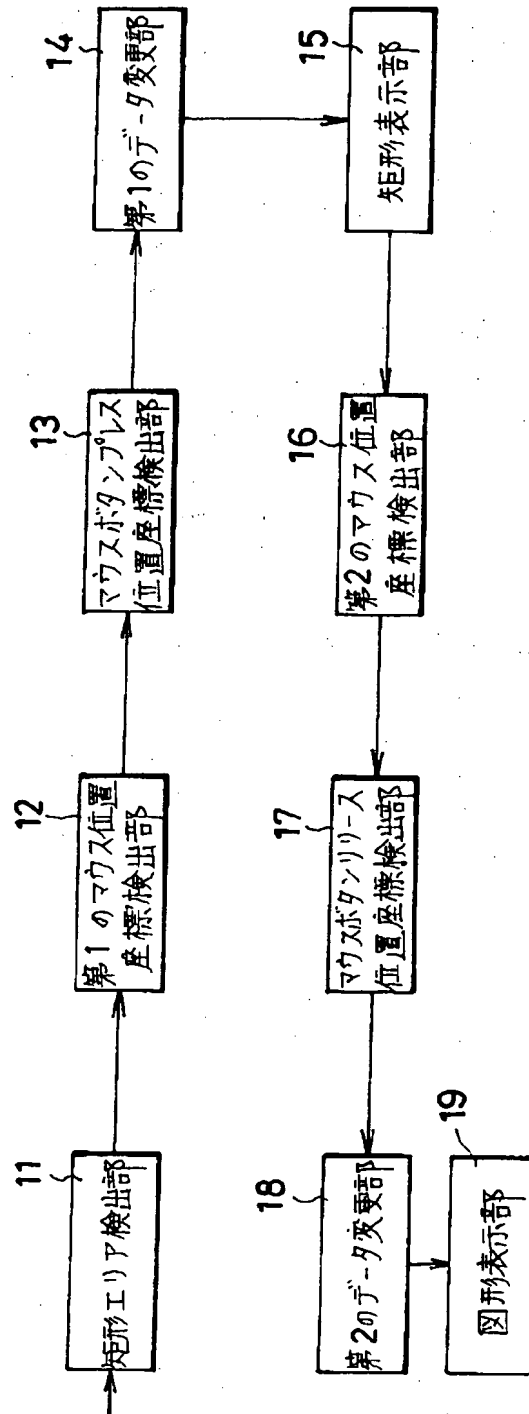 11
矩形エリア検出部
12
第1のマウス位置
座標検出部
13
マウスボタンプレス
位置座標検出部
14
第1のデータ変更部
15
矩形表示部
16
第2のマウス位置
座標検出部
17
マウスボタンリリース
位置座標検出部
18
第2のデータ変更部
19
図形表示部